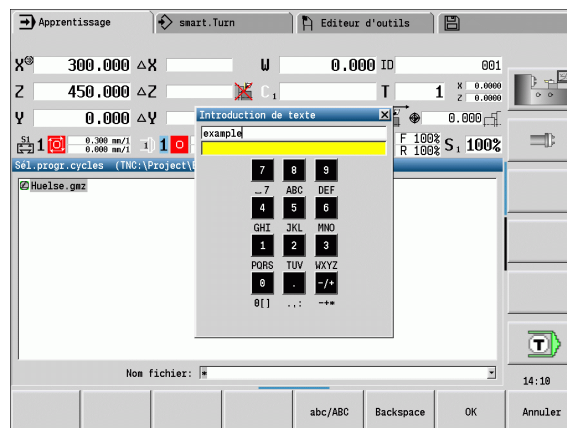 Apprentissage smart.Turn Editeur d'outils
X 300.000 ΔX W 0.000 ID 001
Z 450.000 ΔZ C 1 T 1 X 0.0000
Z 0.0000
Y 0.000 ΔY 0.000
Introduction de texte X
example
S1 1 0.300 mm/1 1 F 100% S1 100%
0.000 mm/1 R 100%
Sél.progr.cycles (TNC:\Project\
Huelse.gmz
7 8 9
_7 ABC DEF
4 5 6
GHI JKL MNO
1 2 3
PQRS TUV WXYZ
0 . -/+
0[] .,: -+*
T
Nom fichier: *
14:10
abc/ABC Backspace OK Annuler